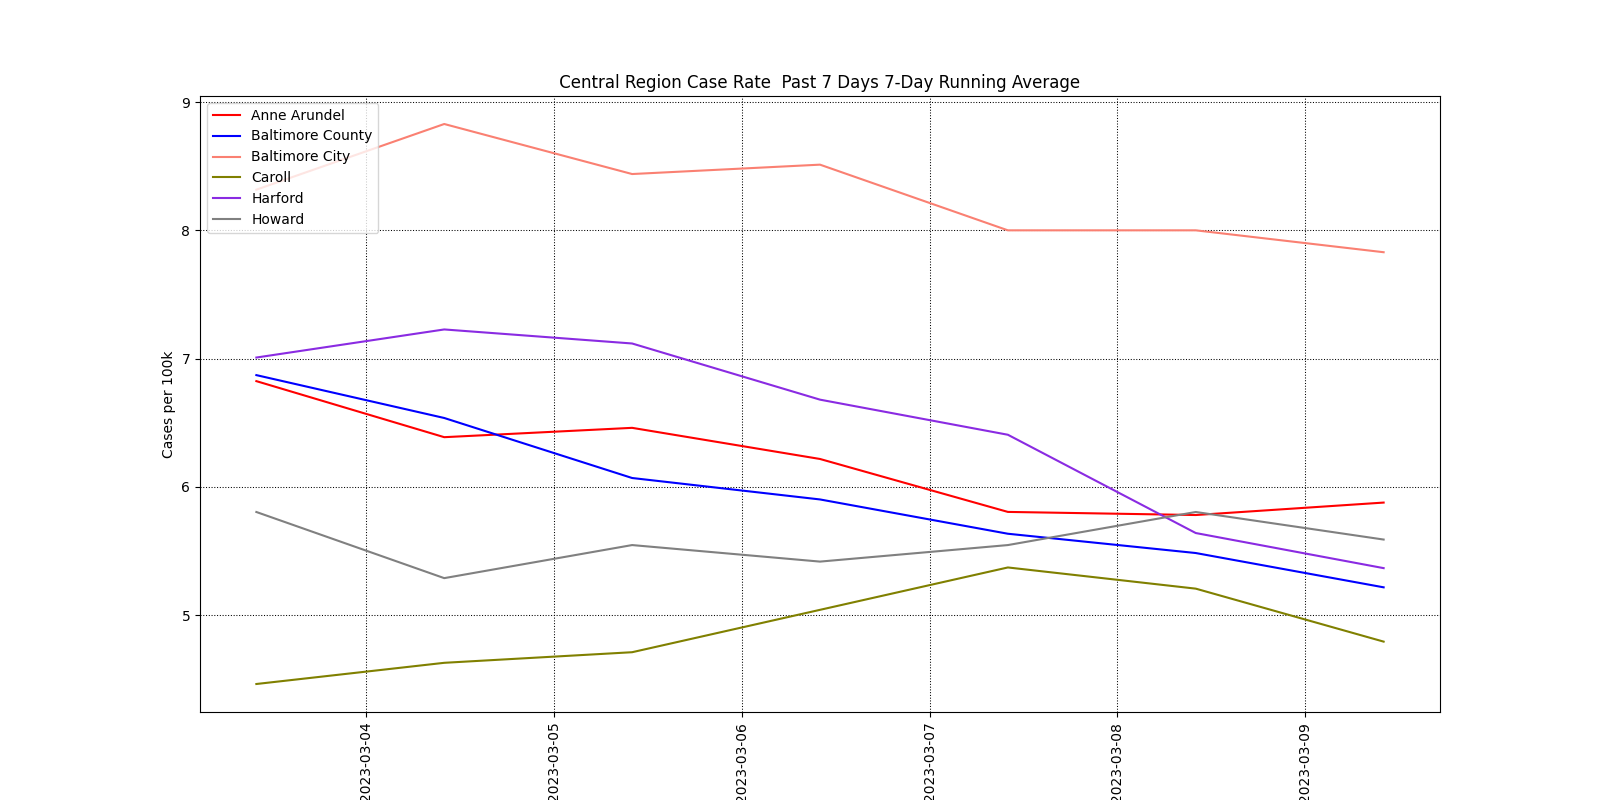 Central Region Case Rate  Past 7 Days 7-Day Running Average
Cases per 100k
9
8
7
6
5
Anne Arundel
Baltimore County
Baltimore City
Caroll
Harford
Howard
2023-03-04
2023-03-05
2023-03-06
2023-03-07
2023-03-08
2023-03-09